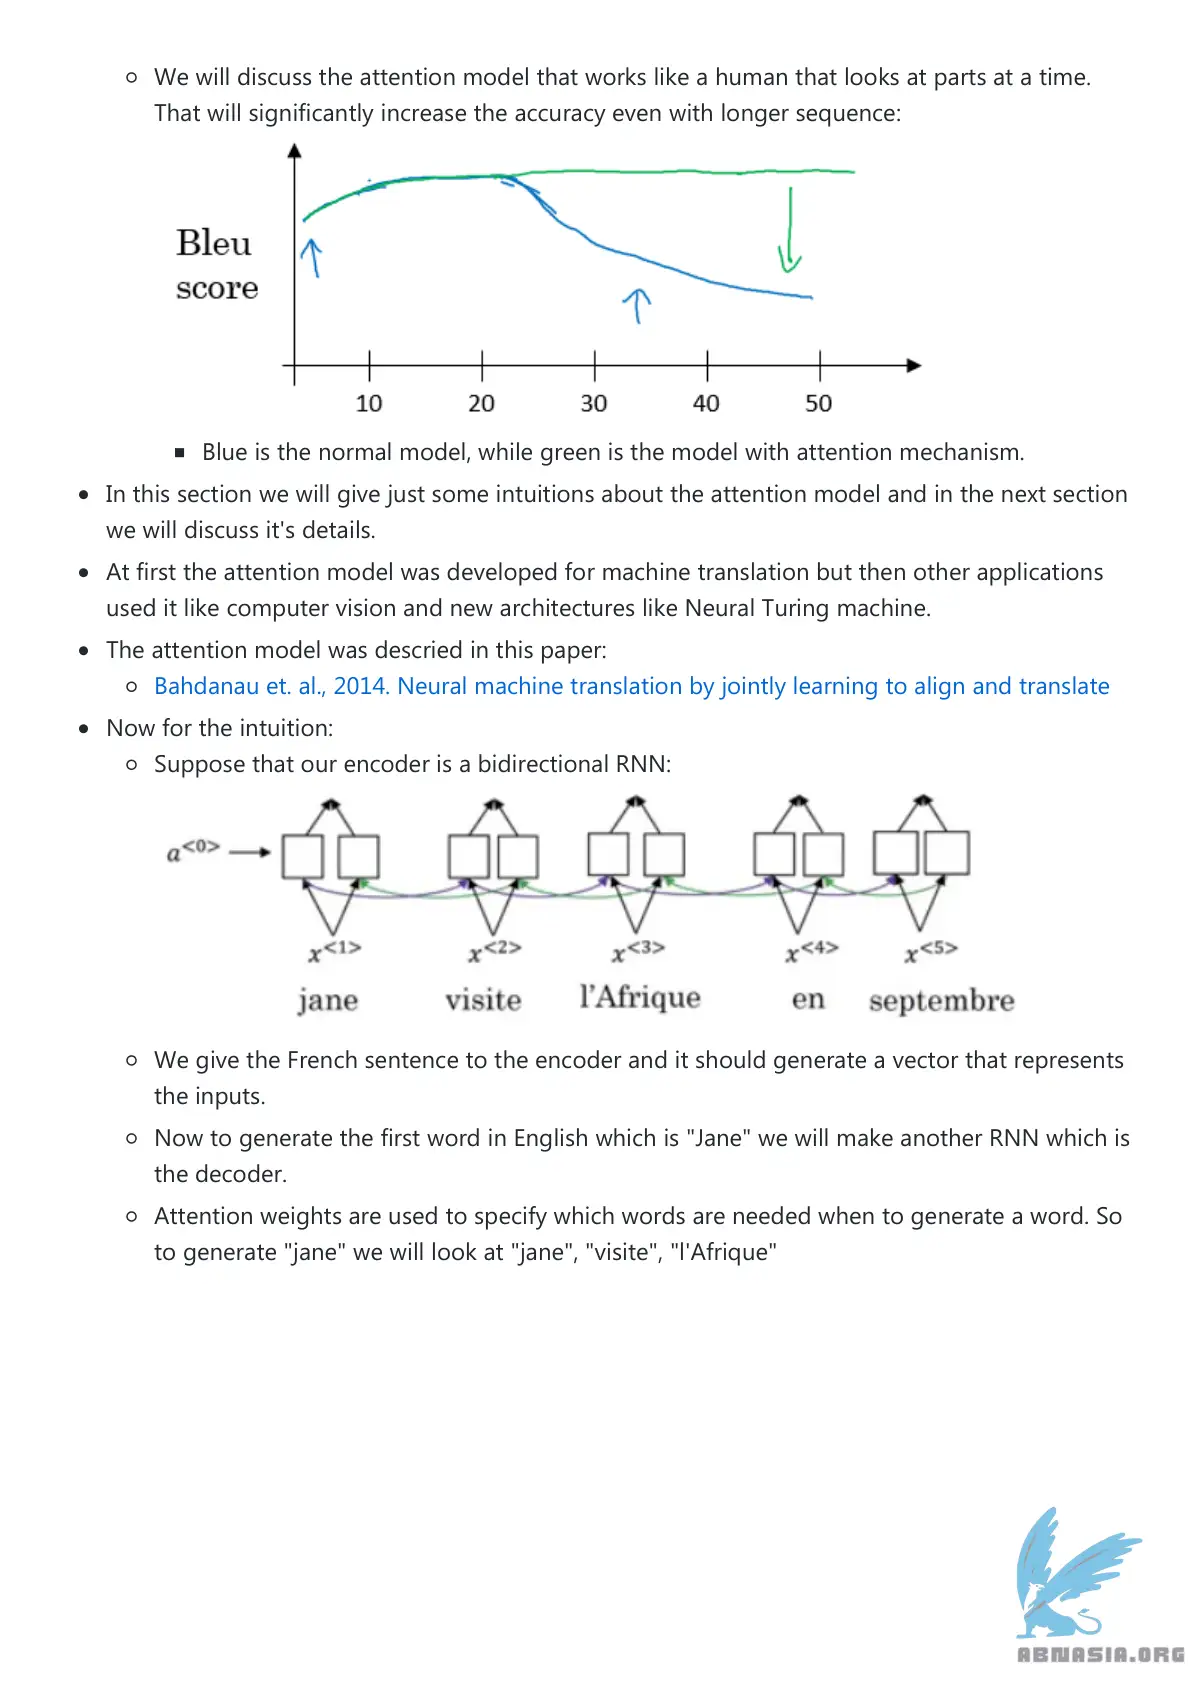 We will discuss the attention model that works like a human that looks at parts at a time.
That will significantly increase the accuracy even with longer sequence:
Bleu
score
10 20 30 40 50
Blue is the normal model, while green is the model with attention mechanism.
In this section we will give just some intuitions about the attention model and in the next section
we will discuss it's details.
At first the attention model was developed for machine translation but then other applications
used it like computer vision and new architectures like Neural Turing machine.
The attention model was descried in this paper:
Bahdanau et. al., 2014. Neural machine translation by jointly learning to align and translate
Now for the intuition:
Suppose that our encoder is a bidirectional RNN:
a<0>
x<1> x<2> x<3> x<4> x<5>
jane visite l'Afrique en septembre
We give the French sentence to the encoder and it should generate a vector that represents
the inputs.
Now to generate the first word in English which is "Jane" we will make another RNN which is
the decoder.
Attention weights are used to specify which words are needed when to generate a word. So
to generate "jane" we will look at "jane", "visite", "l'Afrique"
ABNASIA.ORG